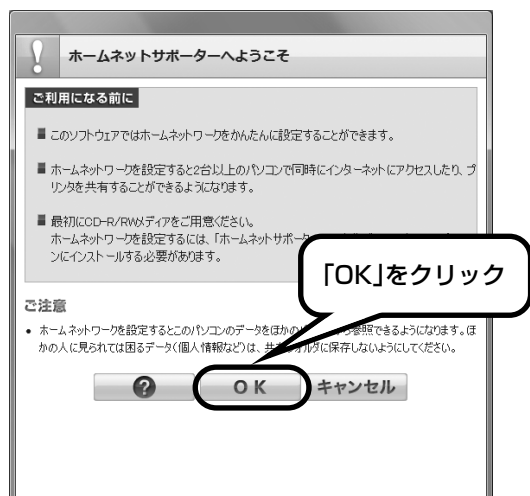 ホームネットサポーターへようこそ
ご利用になる前に
このソフトウェアではホームネットワークをかんたんに設定することができます。
ホームネットワークを設定すると2台以上のパソコンで同時にインターネットにアクセスしたり、プ
リンタを共有することができるようになります。
最初にCD-R/RWメディアをご用意ください。
ホームネットワークを設定するには、「ホームネットサポー
ンにインストールする必要があります。
「OK」をクリック
ご注意
• ホームネットワークを設定するとこのパソコンのデータをほかの 参照できるようになります。ほ
かの人に見られては困るデータ(個人情報など)は、共 フォルダに保存しないようにしてください。
? OK キャンセル